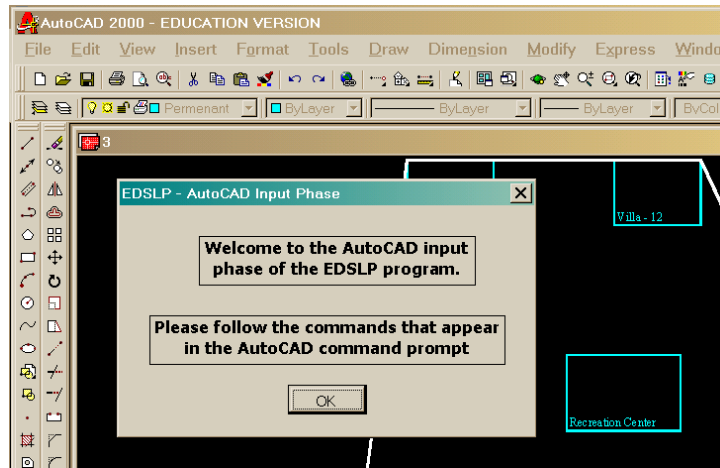 AutoCAD 2000 - EDUCATION VERSION
File Edit View Insert Format Tools Draw Dimension Modify Express Windo
Permenant ByLayer ByLayer ByLayer ByCol
3
EDSLP - AutoCAD Input Phase
Villa - 12
Welcome to the AutoCAD input
phase of the EDSLP program.
Please follow the commands that appear
in the AutoCAD command prompt
OK
Recreation Center